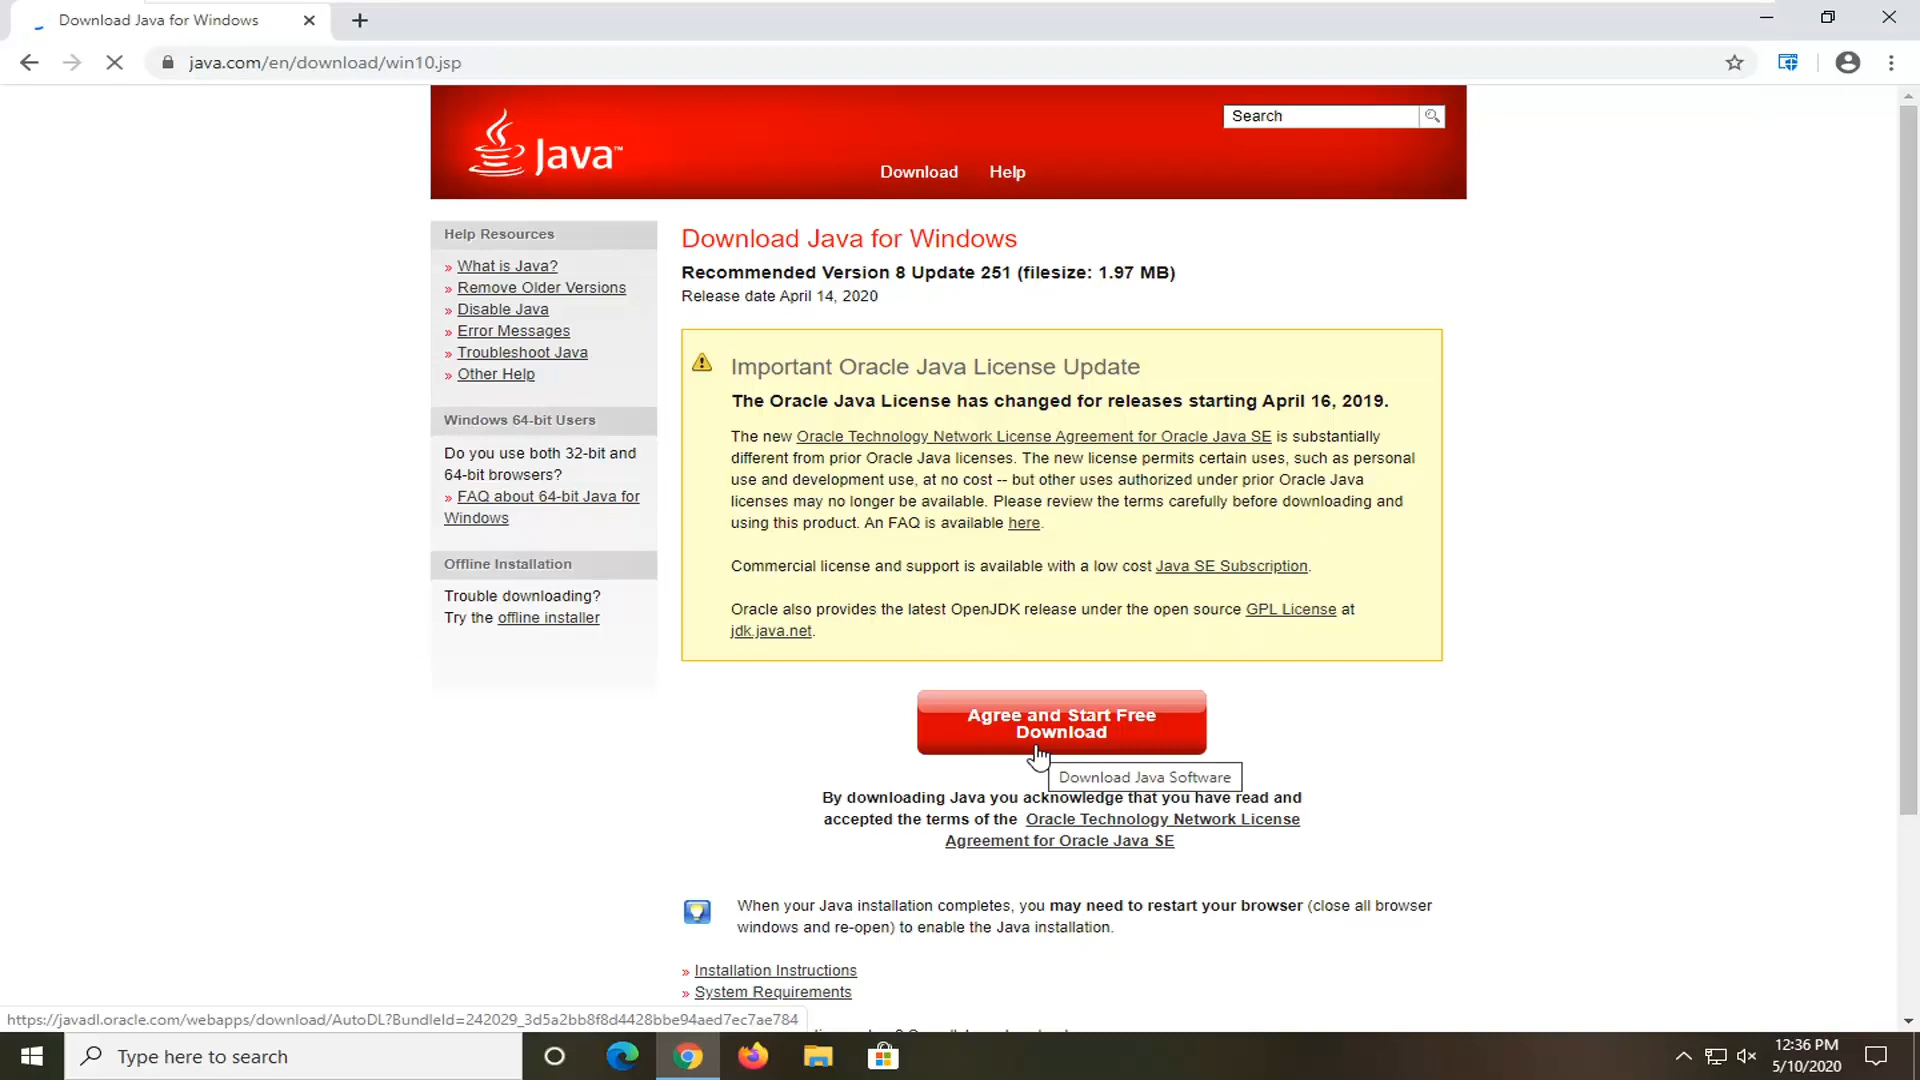 Download Java for Windows
java.com/en/download/win10.jsp
Search
Java™
Download Help
Help Resources
» What is Java?
» Remove Older Versions
» Disable Java
» Error Messages
» Troubleshoot Java
» Other Help
Windows 64-bit Users
Do you use both 32-bit and
64-bit browsers?
» FAQ about 64-bit Java for
Windows
Offline Installation
Trouble downloading?
Try the offline installer
Download Java for Windows
Recommended Version 8 Update 251 (filesize: 1.97 MB)
Release date April 14, 2020
Important Oracle Java License Update
The Oracle Java License has changed for releases starting April 16, 2019.
The new Oracle Technology Network License Agreement for Oracle Java SE is substantially
different from prior Oracle Java licenses. The new license permits certain uses, such as personal
use and development use, at no cost -- but other uses authorized under prior Oracle Java
licenses may no longer be available. Please review the terms carefully before downloading and
using this product. An FAQ is available here.
Commercial license and support is available with a low cost Java SE Subscription.
Oracle also provides the latest OpenJDK release under the open source GPL License at
jdk.java.net.
Agree and Start Free
Download
Download Java Software
By downloading Java you acknowledge that you have read and
accepted the terms of the Oracle Technology Network License
Agreement for Oracle Java SE
When your Java installation completes, you may need to restart your browser (close all browser
windows and re-open) to enable the Java installation.
» Installation Instructions
» System Requirements
https://javadl.oracle.com/webapps/download/AutoDL?BundleId=242029_3d5a2bb8f8d4428bbe94aed7ec7ae784
Type here to search
12:36 PM
5/10/2020